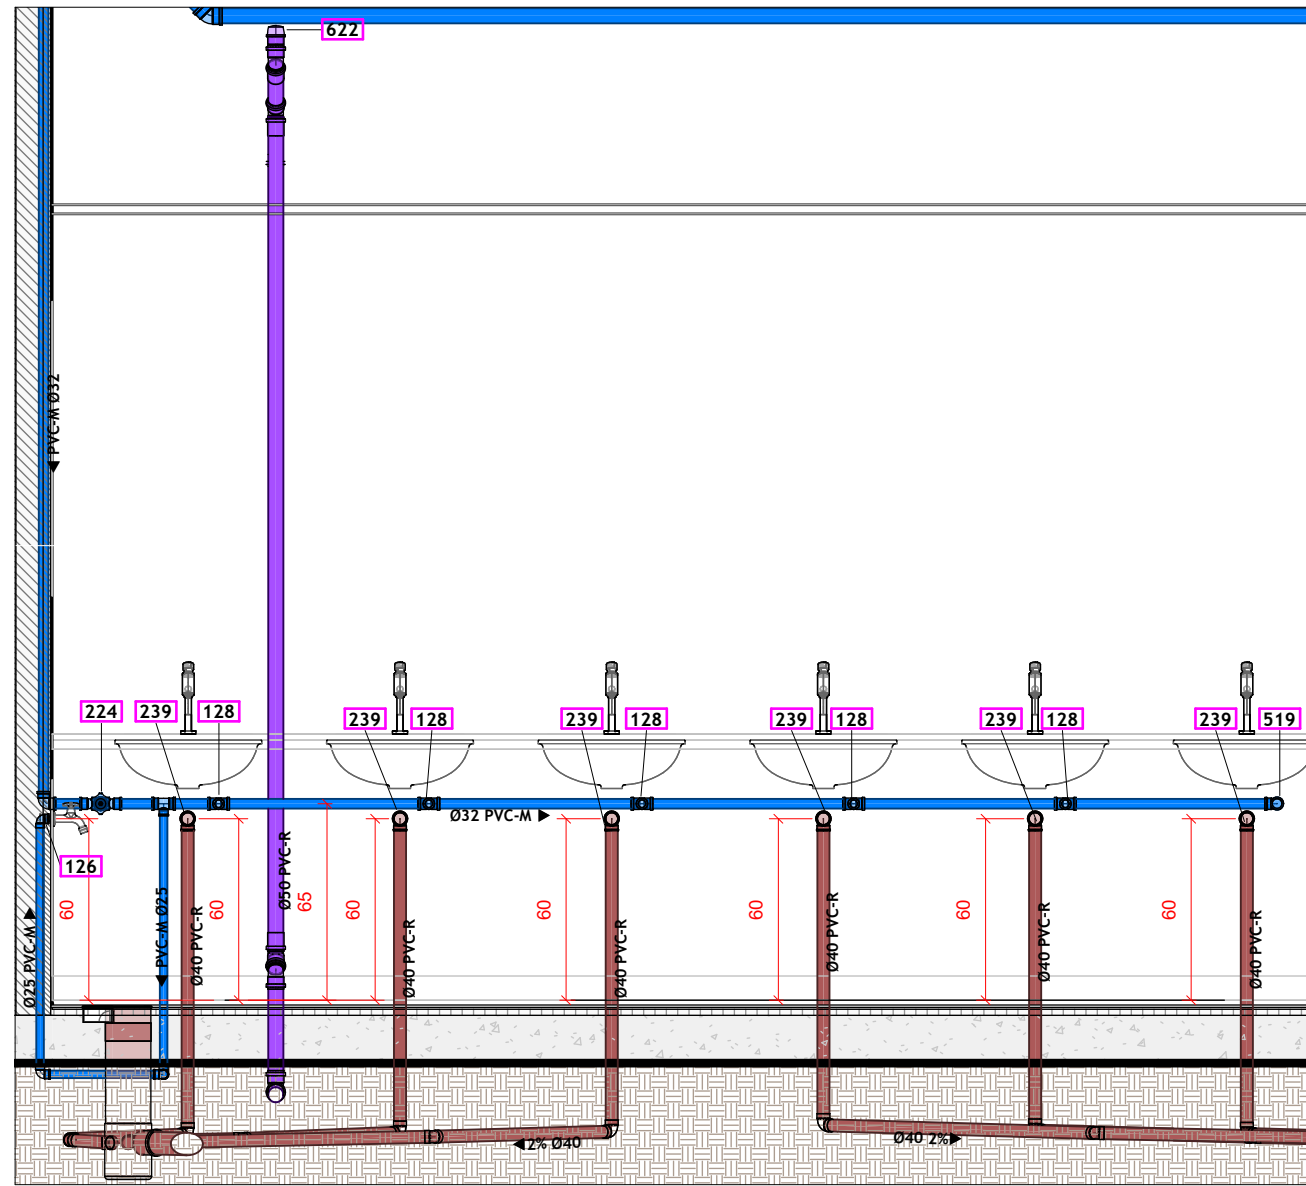 622
PVC-M Ø32
224
239
128
239
128
239
128
239
128
239
128
239
519
Ø32 PVC-M
126
60
60
65
60
60
60
60
60
Ø25 PVC-M
PVC-M Ø25
Ø40 PVC-R
Ø50 PVC-R
Ø40 PVC-R
Ø40 PVC-R
Ø40 PVC-R
Ø40 PVC-R
Ø40 PVC-R
2% Ø40
Ø40 2%